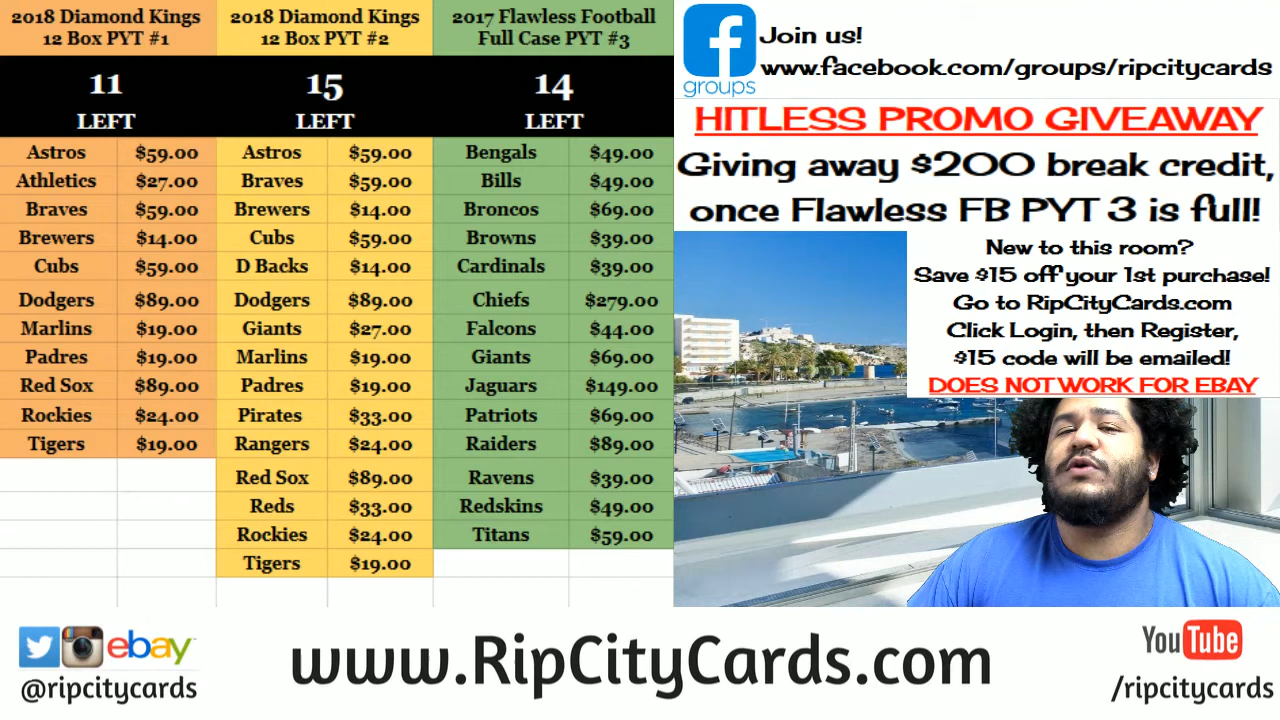 2018 Diamond Kings
12 Box PYT #1
11
LEFT
Astros $59.00
Athletics $27.00
Braves $59.00
Brewers $14.00
Cubs $59.00
Dodgers $89.00
Marlins $19.00
Padres $19.00
Red Sox $89.00
Rockies $24.00
Tigers $19.00
2018 Diamond Kings
12 Box PYT #2
15
LEFT
Astros $59.00
Braves $59.00
Brewers $14.00
Cubs $59.00
D Backs $14.00
Dodgers $89.00
Giants $27.00
Marlins $19.00
Padres $19.00
Pirates $33.00
Rangers $24.00
Red Sox $89.00
Reds $33.00
Rockies $24.00
Tigers $19.00
2017 Flawless Football
Full Case PYT #3
14
LEFT
Bengals $49.00
Bills $49.00
Broncos $69.00
Browns $39.00
Cardinals $39.00
Chiefs $279.00
Falcons $44.00
Giants $69.00
Jaguars $149.00
Patriots $69.00
Raiders $89.00
Ravens $39.00
Redskins $49.00
Titans $59.00
f
groups
Join us!
www.facebook.com/groups/ripcitycards
HITLESS PROMO GIVEAWAY
Giving away $200 break credit,
once Flawless FB PYT 3 is full!
New to this room?
Save $15 off your 1st purchase!
Go to RipCityCards.com
Click Login, then Register,
$15 code will be emailed!
DOES NOT WORK FOR EBAY
ebay
@ripcitycards
www.RipCityCards.com
YouTube
/ripcitycards